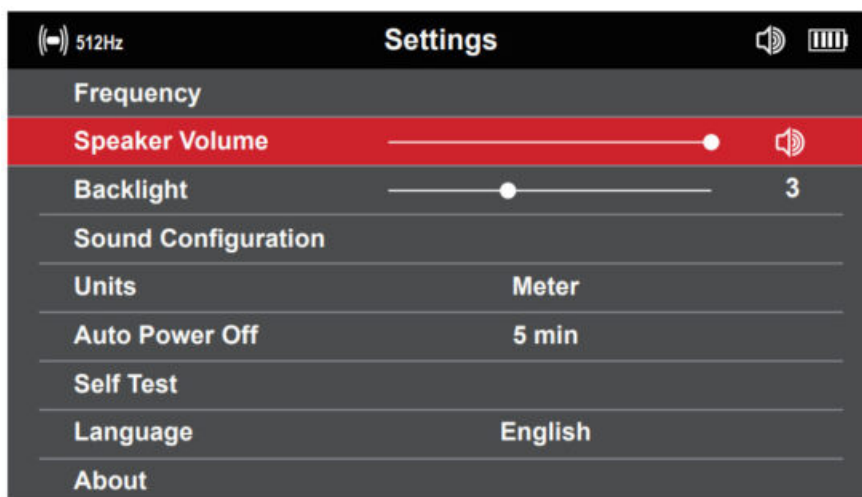 512Hz Settings
Frequency
Speaker Volume
Backlight 3
Sound Configuration
Units Meter
Auto Power Off 5 min
Self Test
Language English
About